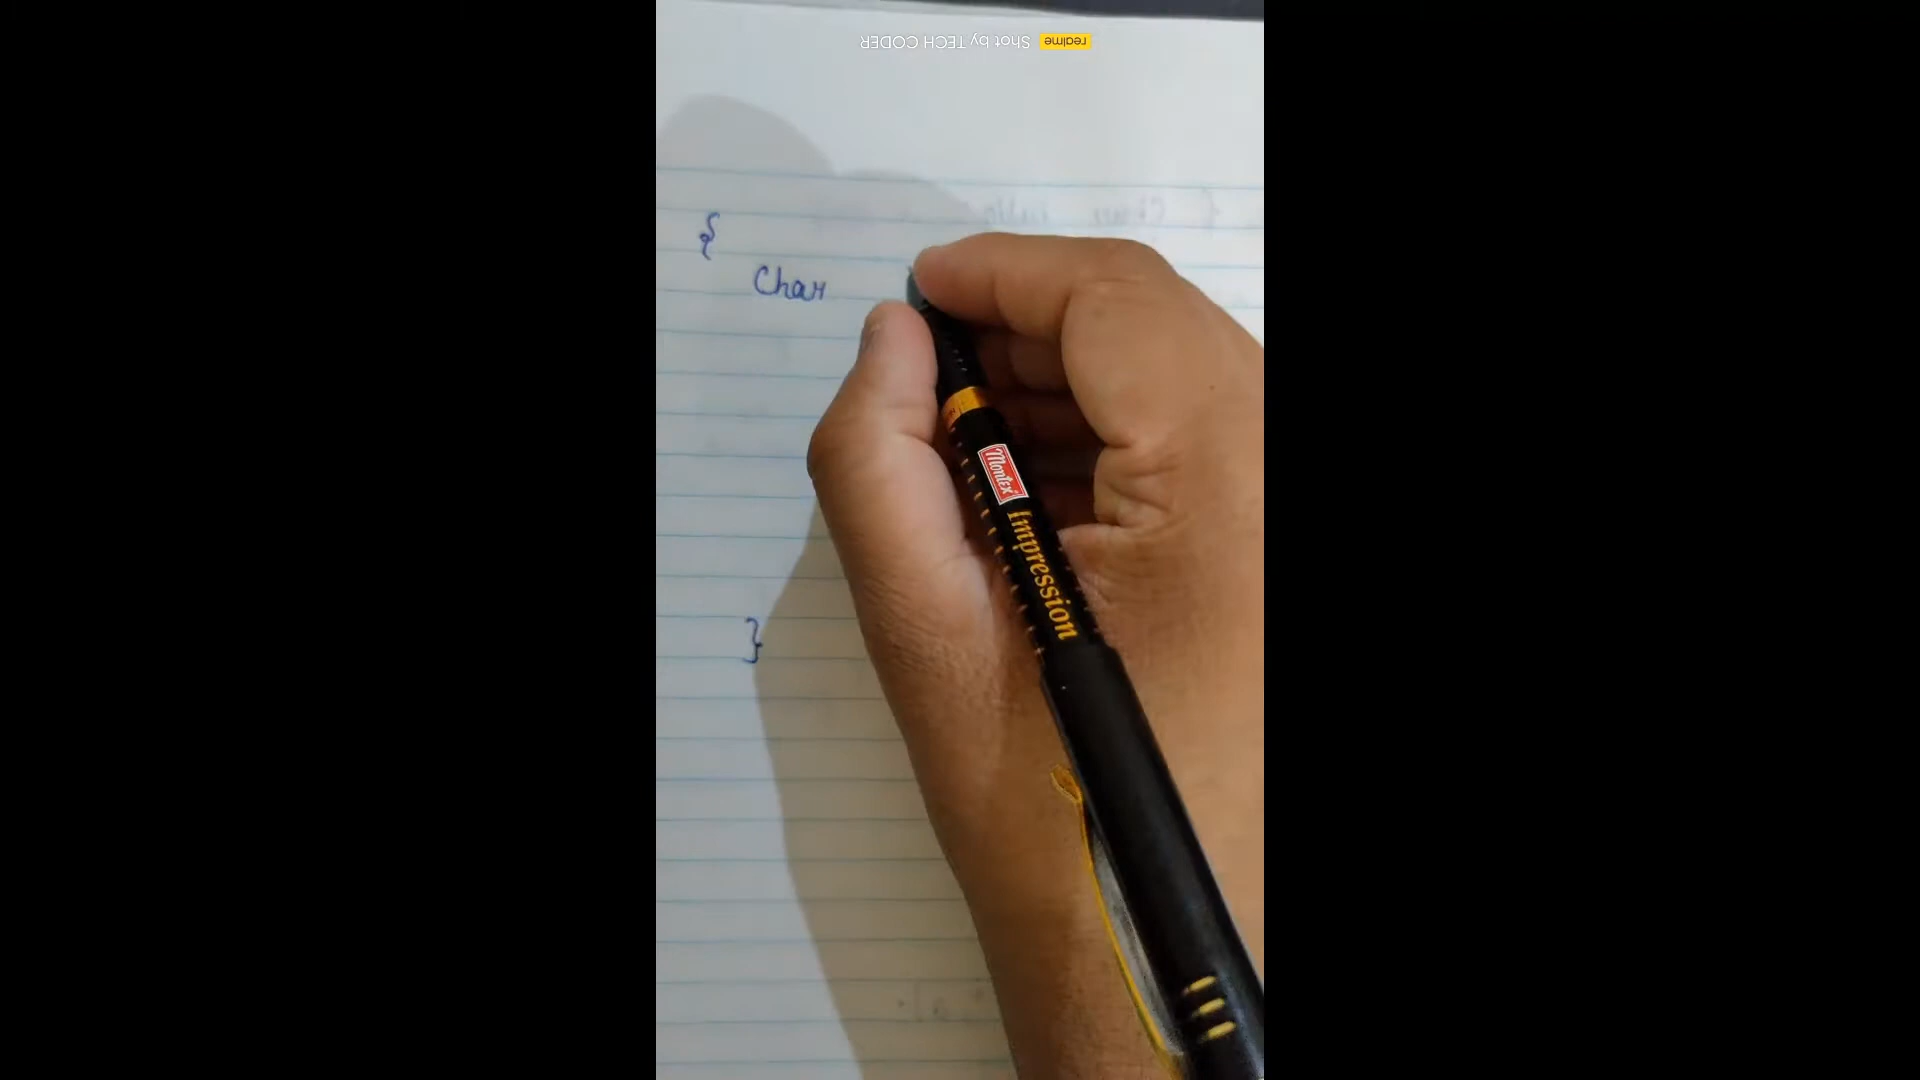 realme Shot by TECH CODER
{
Char
}
Montex
Impression